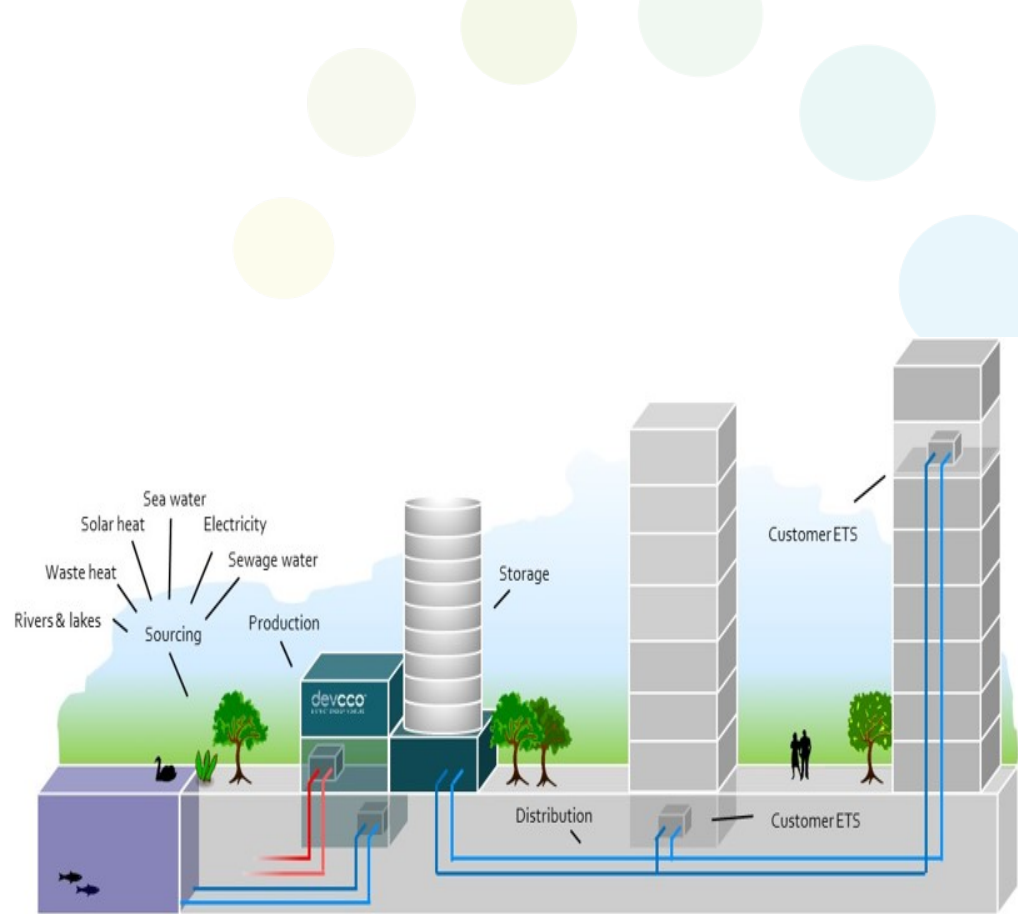 Sea water
Solar heat
Electricity
Waste heat
Sewage water
Rivers & lakes
Sourcing
Production
devcco
Storage
Customer ETS
Distribution
Customer ETS